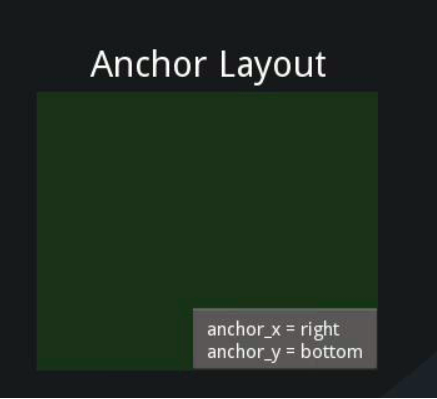 Anchor Layout
anchor_x = right
anchor_y = bottom